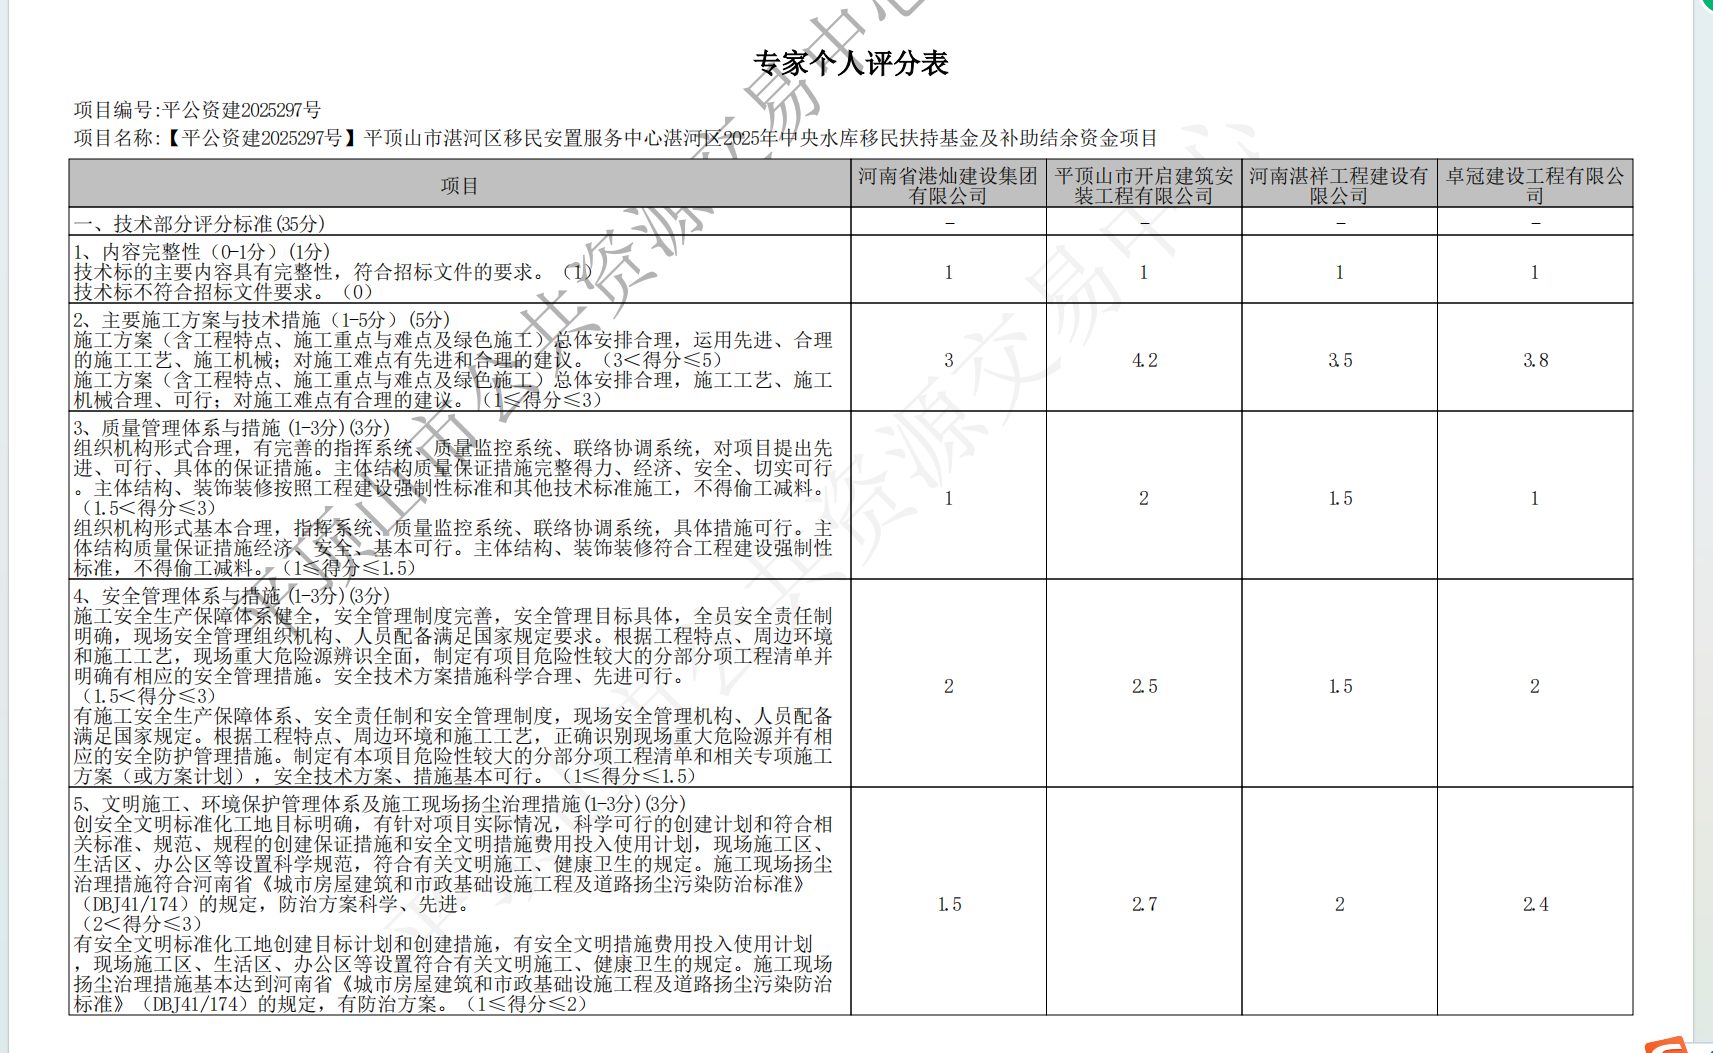 专家个人评分表
项目编号:平公资建2025297号
项目名称:【平公资建2025297号】平顶山市湛河区移民安置服务中心湛河区2025年中央水库移民扶持基金及补助结余资金项目
项目
河南省港灿建设集团
有限公司
平顶山市开启建筑安
装工程有限公司
河南湛祥工程建设有
限公司
卓冠建设工程有限公
司
一、技术部分评分标准(35分)
-
-
-
-
1、内容完整性（0-1分）(1分)
技术标的主要内容具有完整性，符合招标文件的要求。（1）
技术标不符合招标文件要求。（0）
1
1
1
1
2、主要施工方案与技术措施（1-5分）(5分)
施工方案（含工程特点、施工重点与难点及绿色施工）总体安排合理，运用先进、合理
的施工工艺、施工机械；对施工难点有先进和合理的建议。（3＜得分≤5）
施工方案（含工程特点、施工重点与难点及绿色施工）总体安排合理，施工工艺、施工
机械合理、可行；对施工难点有合理的建议。（1≤得分≤3）
3
4.2
3.5
3.8
3、质量管理体系与措施(1-3分)(3分)
组织机构形式合理，有完善的指挥系统、质量监控系统、联络协调系统，对项目提出先
进、可行、具体的保证措施。主体结构质量保证措施完整得力、经济、安全、切实可行
。主体结构、装饰装修按照工程建设强制性标准和其他技术标准施工，不得偷工减料。
（1.5＜得分≤3）
组织机构形式基本合理，指挥系统、质量监控系统、联络协调系统，具体措施可行。主
体结构质量保证措施经济、安全、基本可行。主体结构、装饰装修符合工程建设强制性
标准，不得偷工减料。（1≤得分≤1.5）
1
2
1.5
1
4、安全管理体系与措施(1-3分)(3分)
施工安全生产保障体系健全，安全管理制度完善，安全管理目标具体，全员安全责任制
明确，现场安全管理组织机构、人员配备满足国家规定要求。根据工程特点、周边环境
和施工工艺，现场重大危险源辨识全面，制定有项目危险性较大的分部分项工程清单并
明确有相应的安全管理措施。安全技术方案措施科学合理、先进可行。
（1.5＜得分≤3）
有施工安全生产保障体系、安全责任制和安全管理制度，现场安全管理机构、人员配备
满足国家规定。根据工程特点、周边环境和施工工艺，正确识别现场重大危险源并有相
应的安全防护管理措施。制定有本项目危险性较大的分部分项工程清单和相关专项施工
方案（或方案计划），安全技术方案、措施基本可行。（1≤得分≤1.5）
2
2.5
1.5
2
5、文明施工、环境保护管理体系及施工现场扬尘治理措施(1-3分)(3分)
创安全文明标准化工地目标明确，有针对项目实际情况，科学可行的创建计划和符合相
关标准、规范、规程的创建保证措施和安全文明措施费用投入使用计划，现场施工区、
生活区、办公区等设置科学规范，符合有关文明施工、健康卫生的规定。施工现场扬尘
治理措施符合河南省《城市房屋建筑和市政基础设施工程及道路扬尘污染防治标准》
（DBJ41/174）的规定，防治方案科学、先进。
（2＜得分≤3）
有安全文明标准化工地创建目标计划和创建措施，有安全文明措施费用投入使用计划
，现场施工区、生活区、办公区等设置符合有关文明施工、健康卫生的规定。施工现场
扬尘治理措施基本达到河南省《城市房屋建筑和市政基础设施工程及道路扬尘污染防治
标准》（DBJ41/174）的规定，有防治方案。（1≤得分≤2）
1.5
2.7
2
2.4
平顶山市公共资源交易中心
平顶山市公共资源交易中心